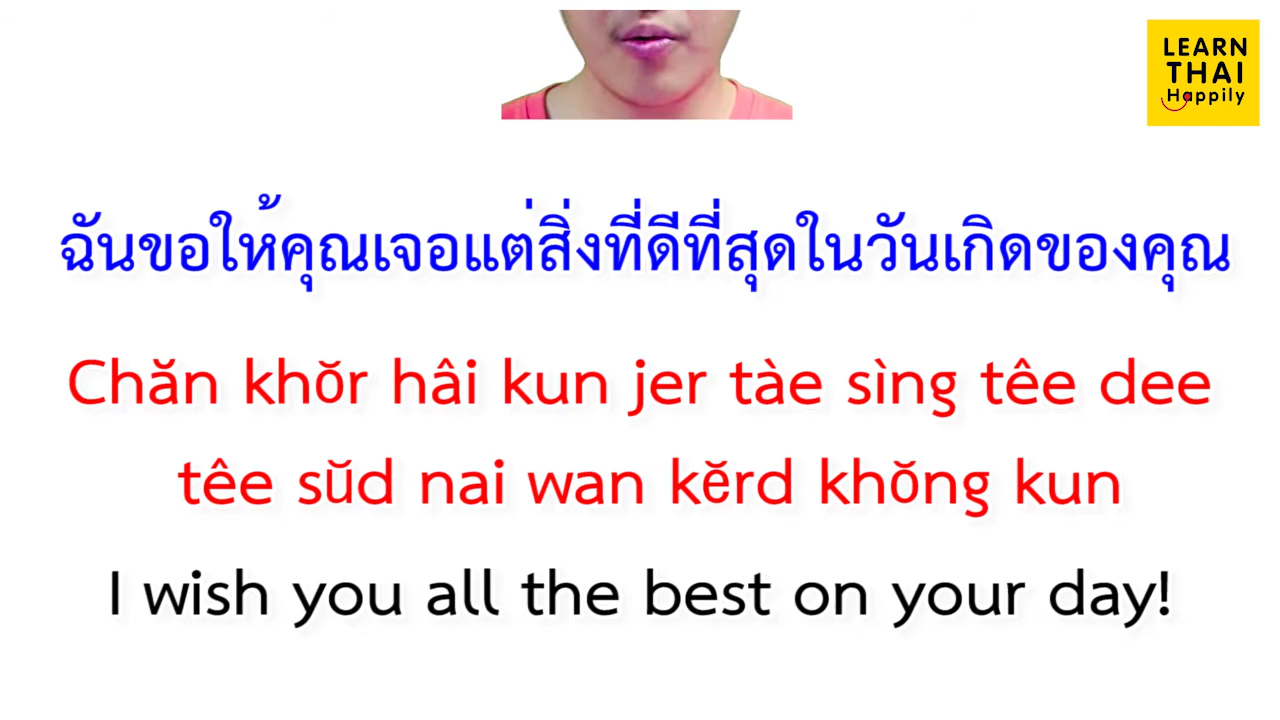 LEARN
THAI
Happily
ฉันขอให้คุณเจอแต่สิ่งที่ดีที่สุดในวันเกิดของคุณ
Chăn khŏr hâi kun jer tàe sìng têe dee
têe sŭd nai wan kĕrd khŏng kun
I wish you all the best on your day!